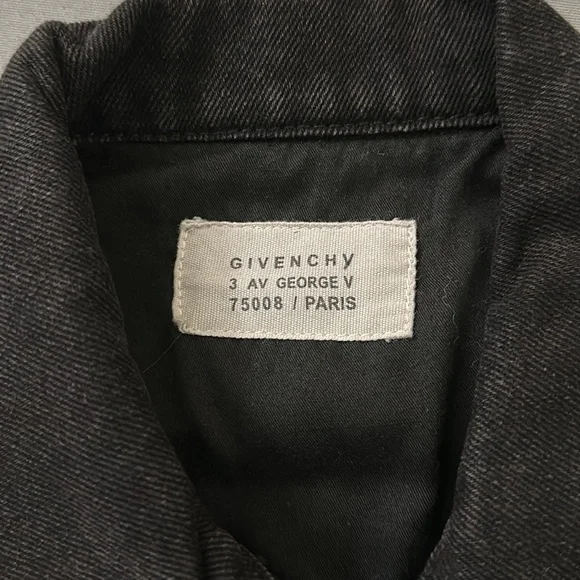 GIVENCHy
3 AV GEORGE V
75008 / PARIS